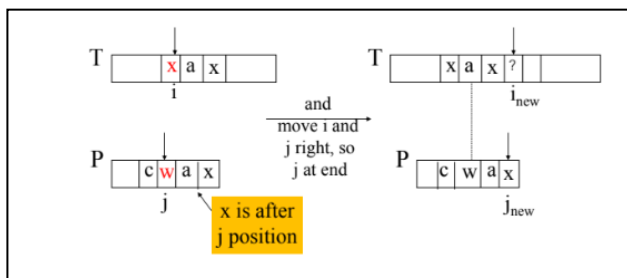 T
x a x
i
P
c w a x
j
x is after
j position
and
move i and
j right, so
j at end
T
x a x ?
i new
P
c w a x
j new